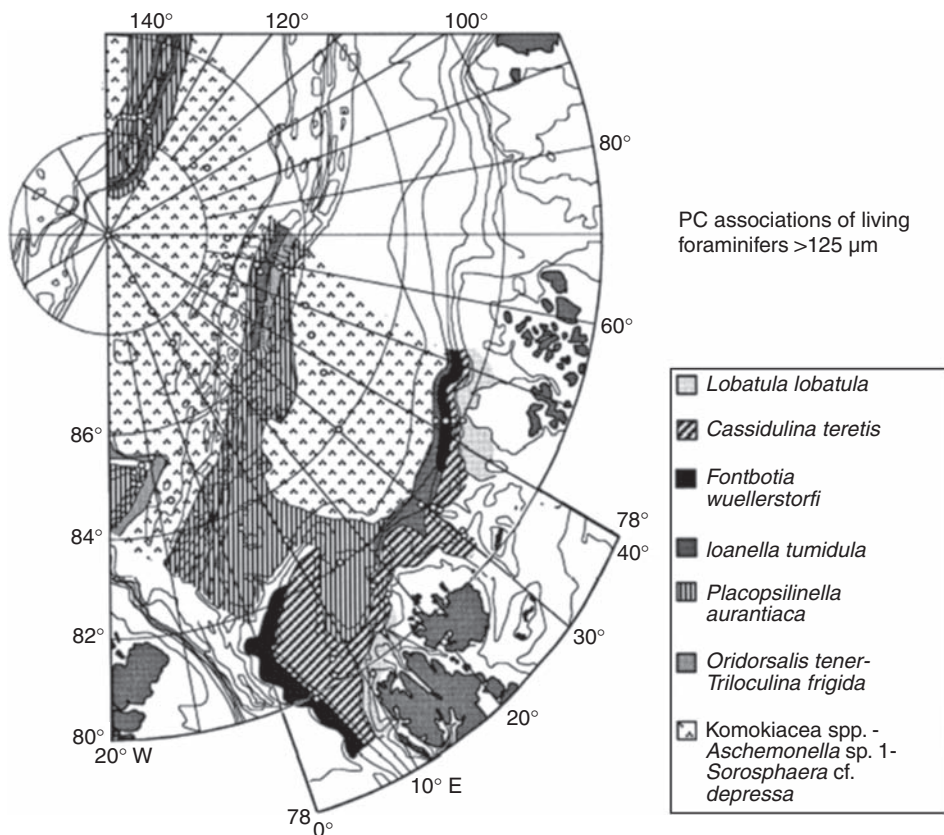 140°
120°
100°
80°
PC associations of living
foraminifers >125 µm
60°
Lobatula lobatula
Cassidulina teretis
Fontbotia
wuellerstorfi
Ioanella tumidula
Placopsilinella
aurantiaca
Oridorsalis tener-
Triloculina frigida
Komokiacea spp. -
Aschemonella sp. 1-
Sorosphaera cf.
depressa
86°
84°
82°
80°
20° W
78°
40°
30°
20°
10° E
78
0°